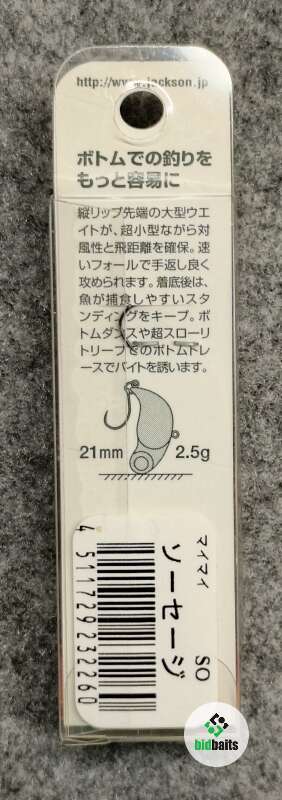 http://www.jackson.jp
ボトムでの釣りを
もっと容易に
縦リップ先端の大型ウエ
イトが、超小型ながら対
風性と飛距離を確保。速
いフォールで手返し良く
攻められます。着底後は、
魚が捕食しやすいスタ
ンディングをキープ。ボ
トムダンスや超スローリ
トリーブでのボトムトレ
ースでバイトを誘います。
21mm 2.5g
マイマイ
ソーセージ
SO
4 511729 232260
bidbaits